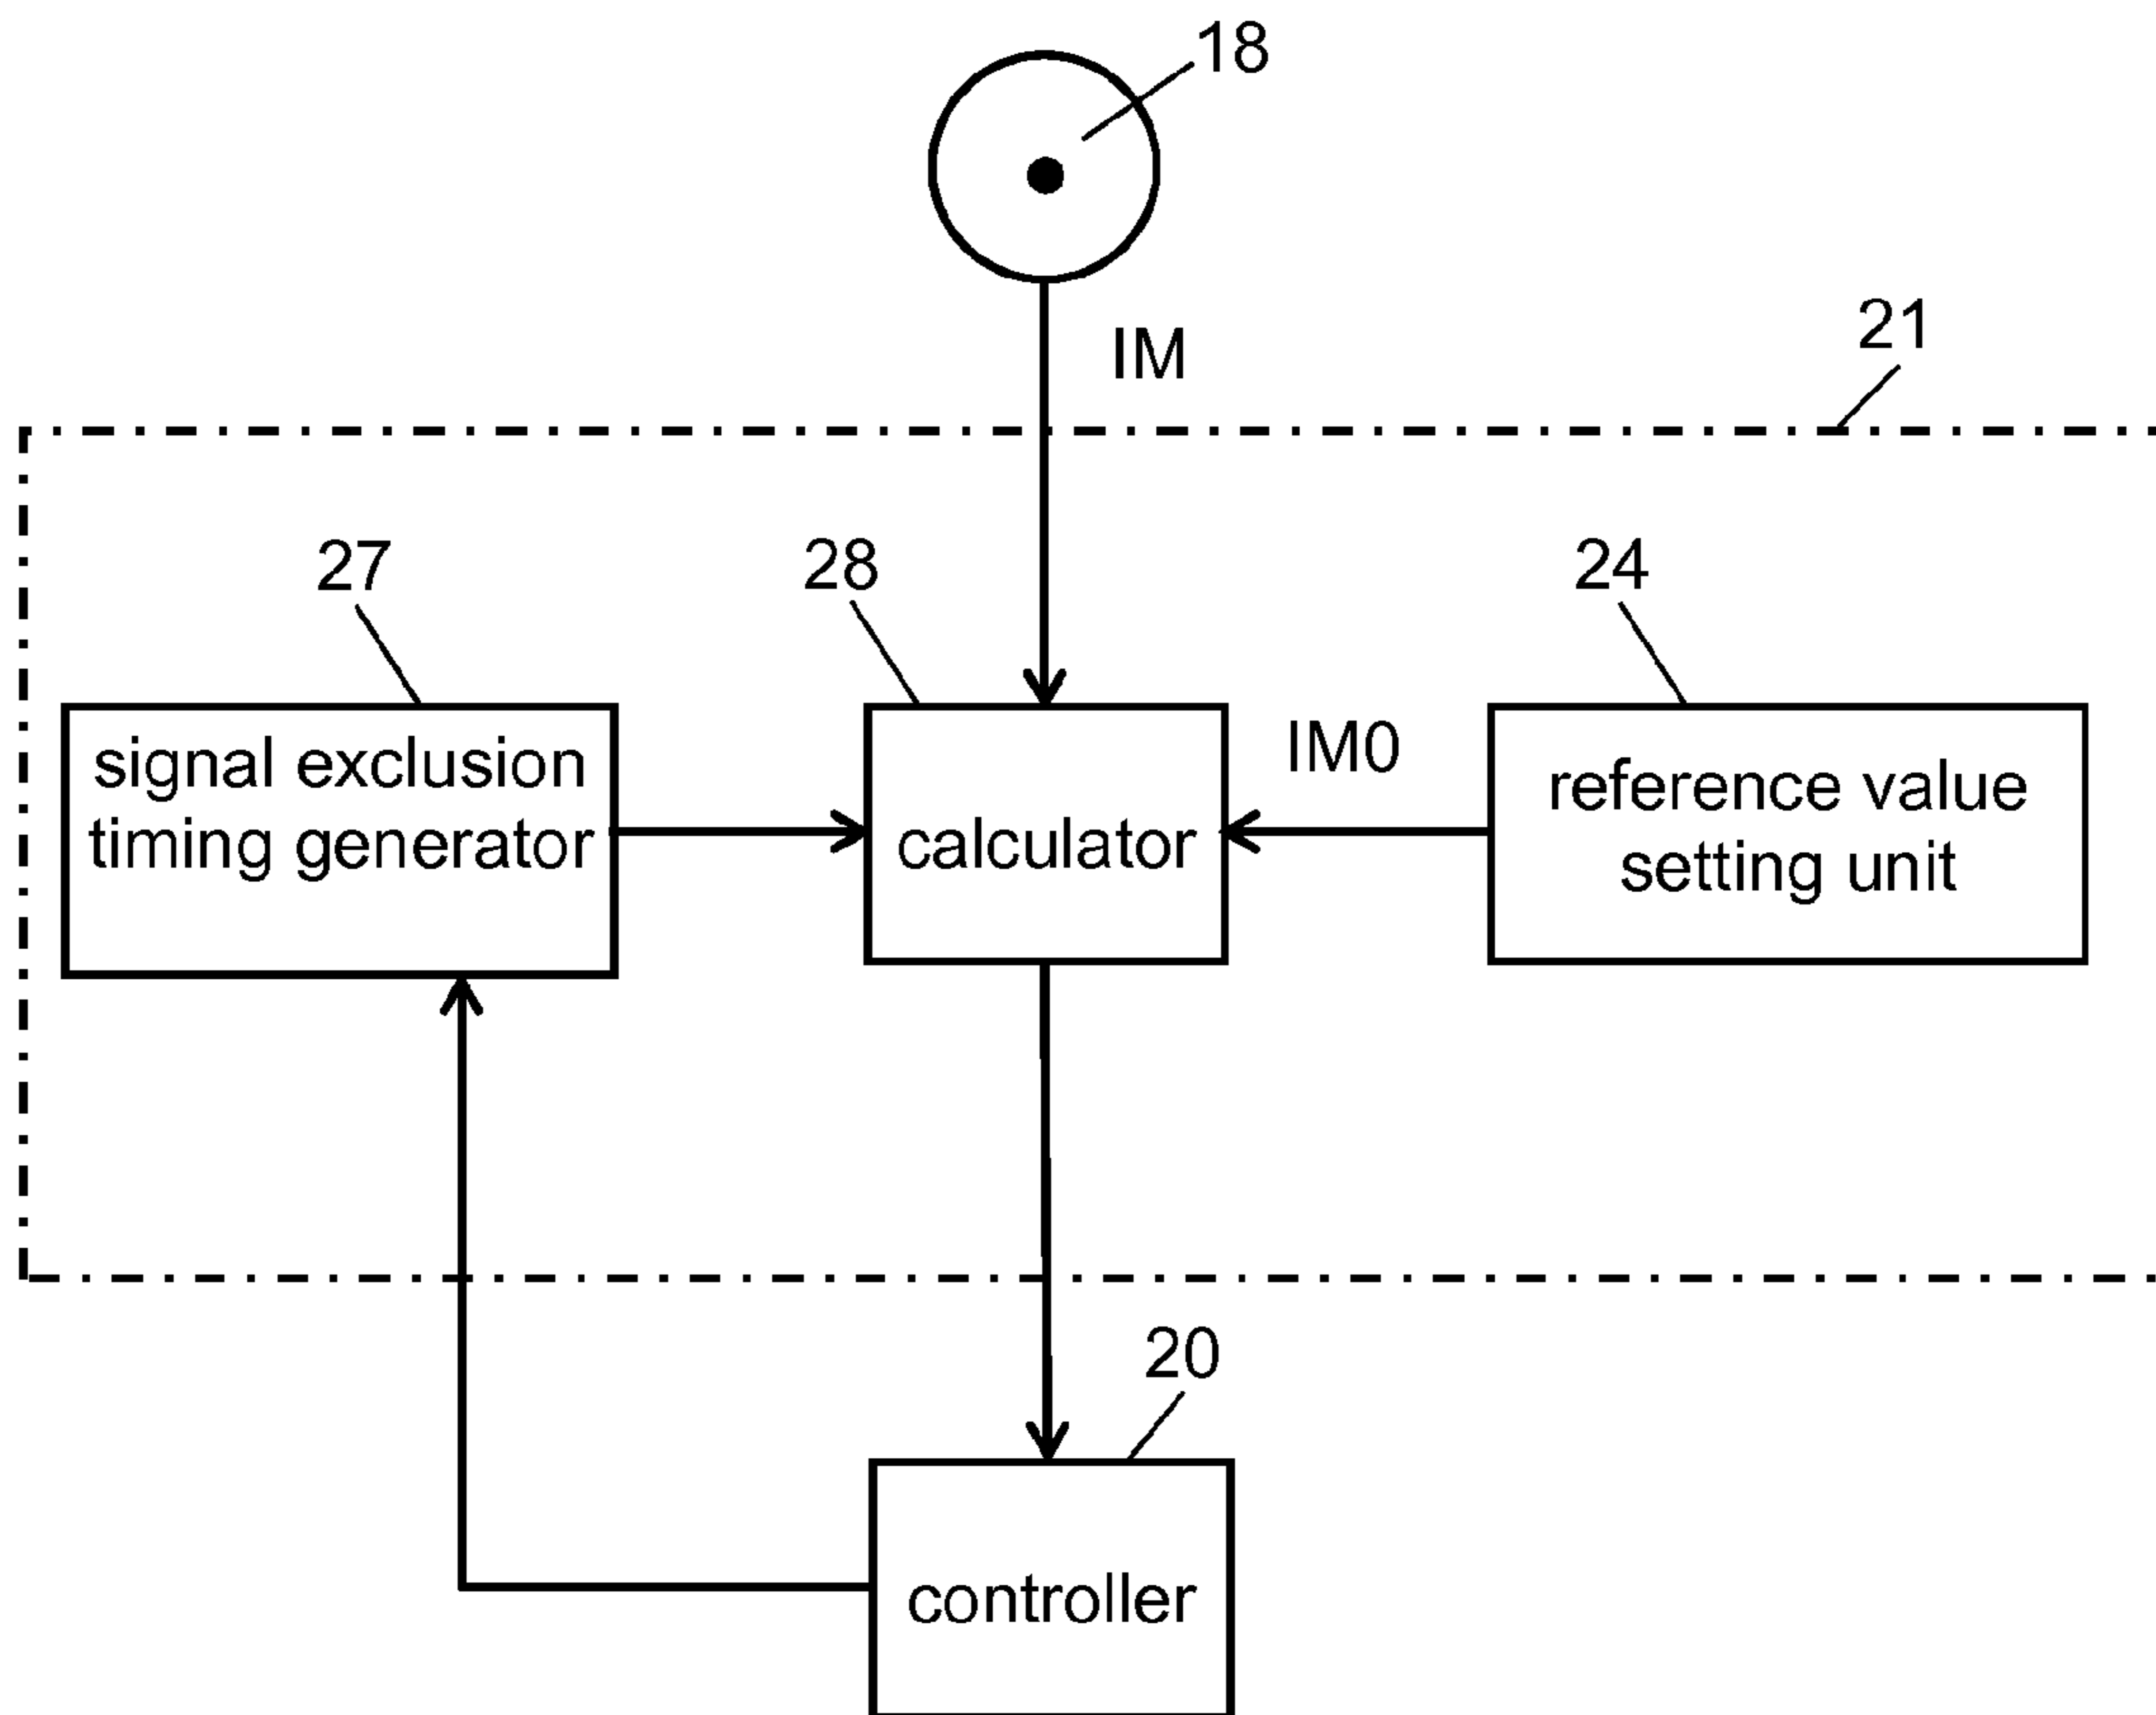 18
IM
21
27
28
24
signal exclusion
timing generator
calculator
IM0
reference value
setting unit
20
controller